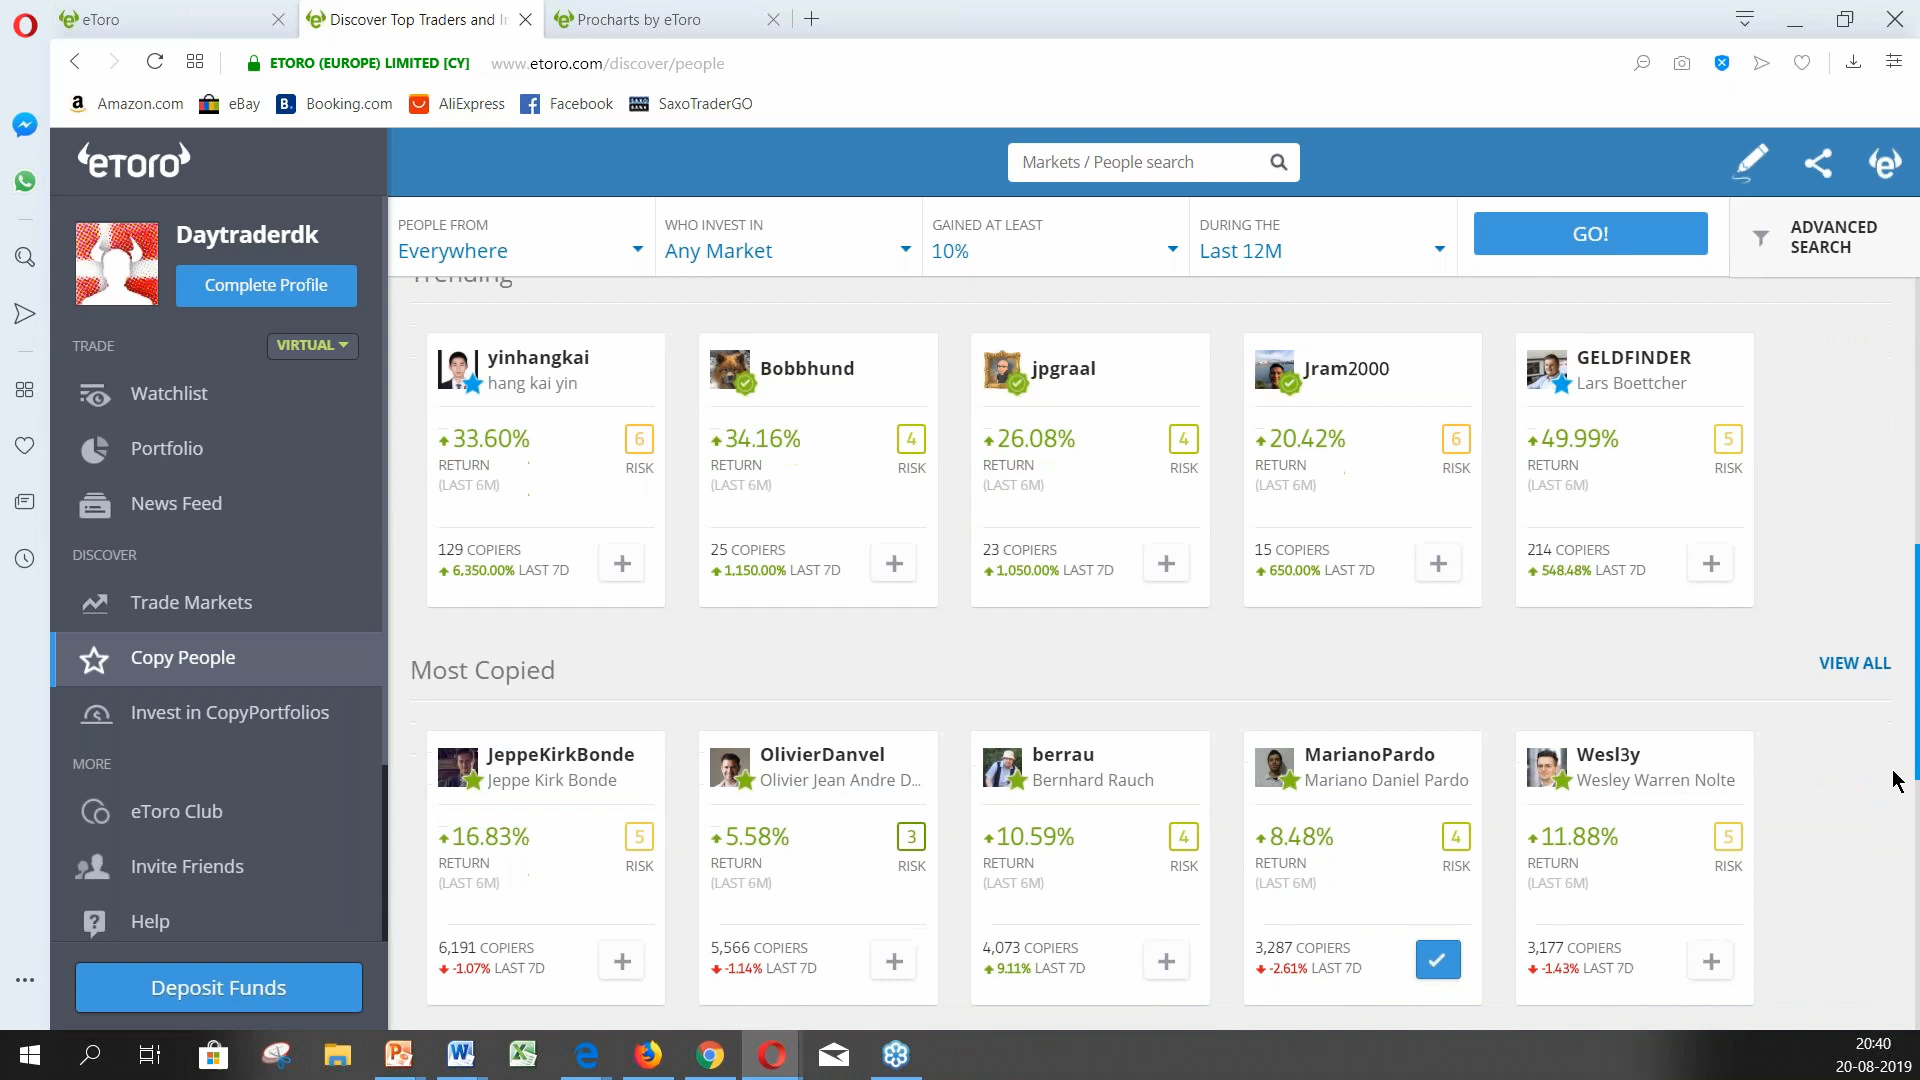 eToro
Discover Top Traders and In
Procharts by eToro
ETORO (EUROPE) LIMITED [CY]
www.etoro.com/discover/people
Amazon.com
eBay
Booking.com
AliExpress
Facebook
SaxoTraderGO
eToro
Markets / People search
Daytraderdk
Complete Profile
TRADE
VIRTUAL
Watchlist
Portfolio
News Feed
DISCOVER
Trade Markets
Copy People
Invest in CopyPortfolios
MORE
eToro Club
Invite Friends
Help
Deposit Funds
PEOPLE FROM
Everywhere
WHO INVEST IN
Any Market
GAINED AT LEAST
10%
DURING THE
Last 12M
GO!
ADVANCED
SEARCH
Trending
yinhangkai
hang kai yin
33.60%
6
RETURN
RISK
(LAST 6M)
129 COPIERS
6,350.00% LAST 7D
Bobbhund
34.16%
4
RETURN
RISK
(LAST 6M)
25 COPIERS
1,150.00% LAST 7D
jpgraal
26.08%
4
RETURN
RISK
(LAST 6M)
23 COPIERS
1,050.00% LAST 7D
Jram2000
20.42%
6
RETURN
RISK
(LAST 6M)
15 COPIERS
650.00% LAST 7D
GELDFINDER
Lars Boettcher
49.99%
5
RETURN
RISK
(LAST 6M)
214 COPIERS
548.48% LAST 7D
Most Copied
VIEW ALL
JeppeKirkBonde
Jeppe Kirk Bonde
16.83%
5
RETURN
RISK
(LAST 6M)
6,191 COPIERS
-1.07% LAST 7D
OlivierDanvel
Olivier Jean Andre D...
5.58%
3
RETURN
RISK
(LAST 6M)
5,566 COPIERS
-1.14% LAST 7D
berrau
Bernhard Rauch
10.59%
4
RETURN
RISK
(LAST 6M)
4,073 COPIERS
9.11% LAST 7D
MarianoPardo
Mariano Daniel Pardo
8.48%
4
RETURN
RISK
(LAST 6M)
3,287 COPIERS
-2.61% LAST 7D
Wesl3y
Wesley Warren Nolte
11.88%
5
RETURN
RISK
(LAST 6M)
3,177 COPIERS
-1.43% LAST 7D
20:40
20-08-2019